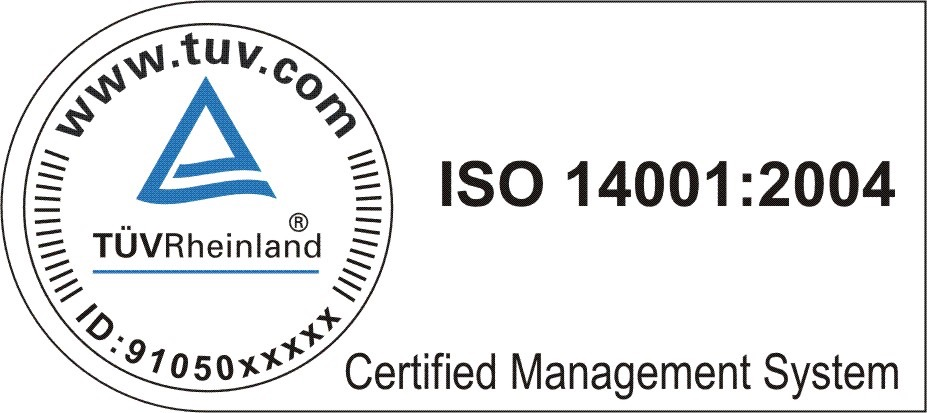 www.tuv.com
®
TÜVRheinland
ID:91050xxxxx
ISO 14001:2004
Certified Management System